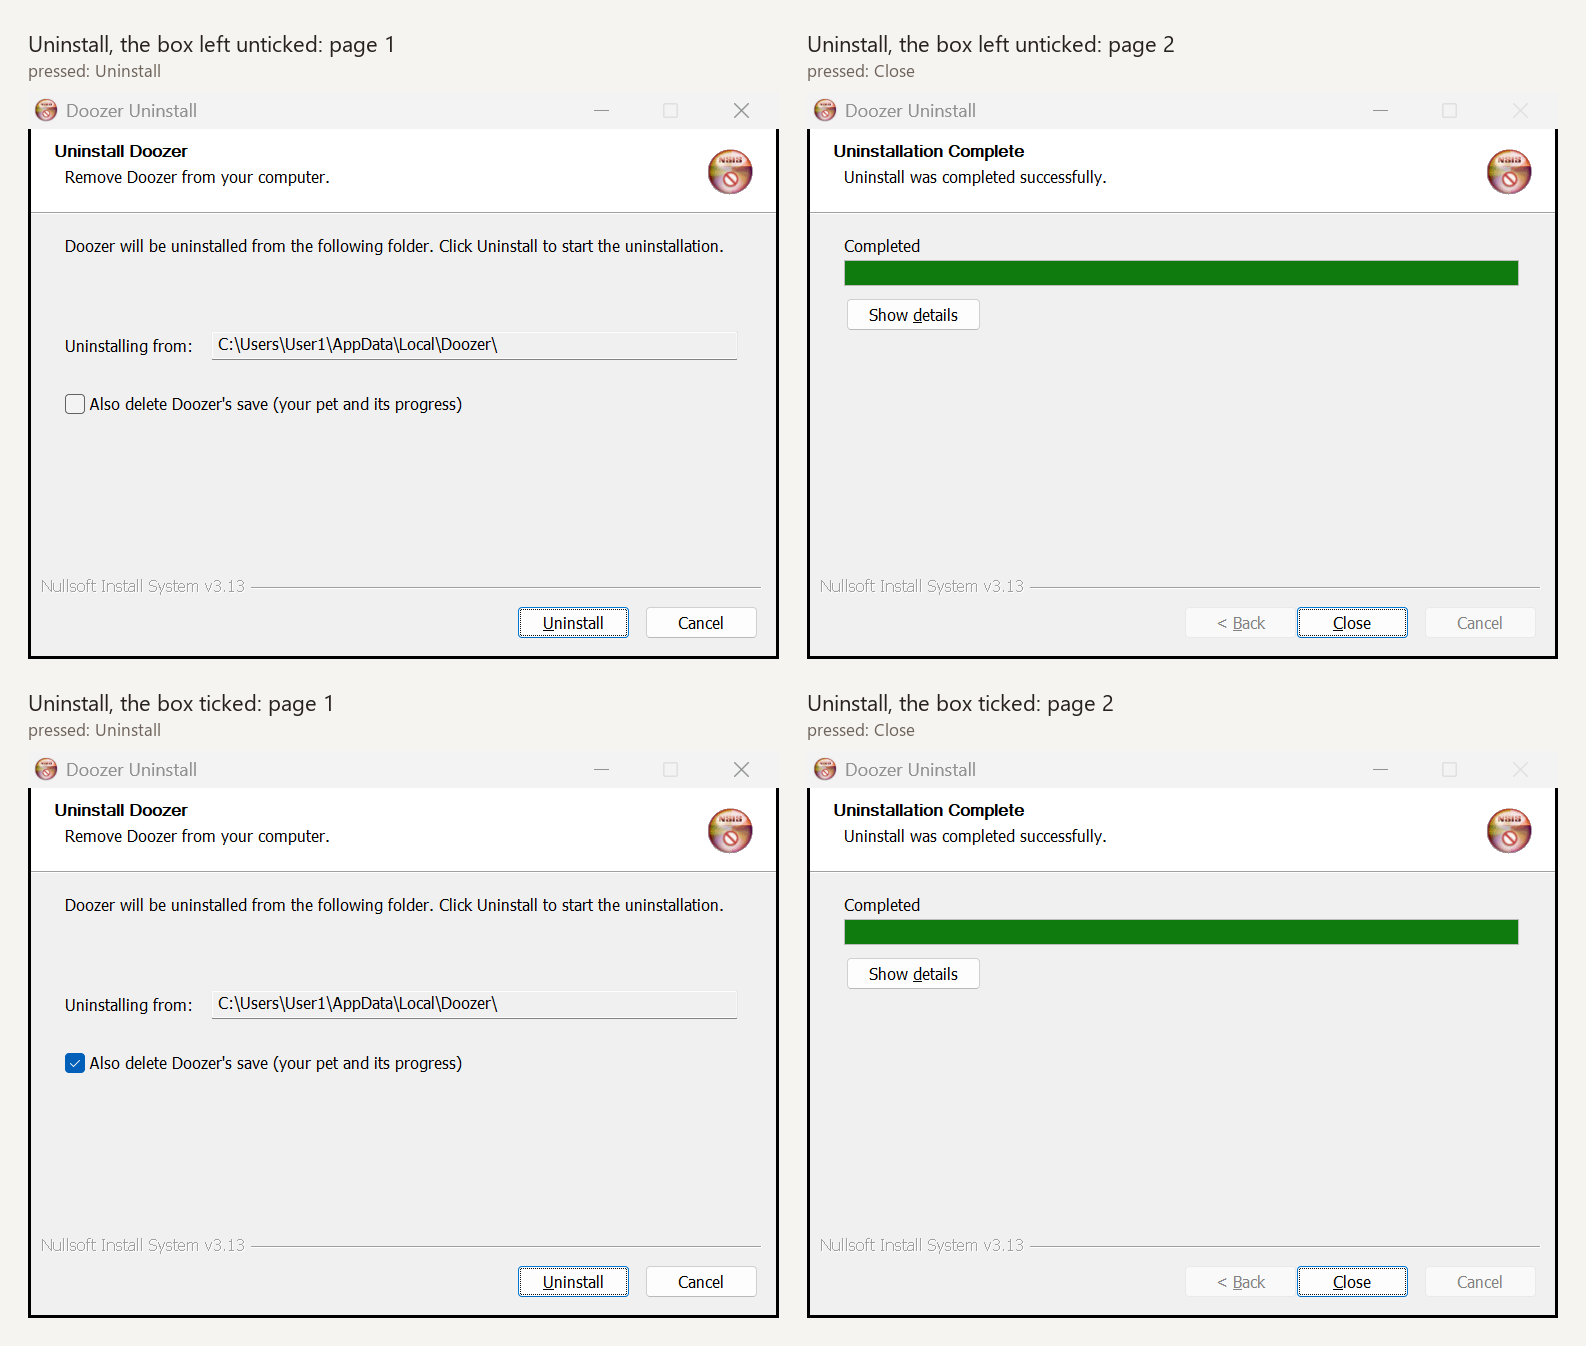 Uninstall, the box left unticked: page 1
pressed: Uninstall
Doozer Uninstall
Uninstall Doozer
Remove Doozer from your computer.
NSIS
Doozer will be uninstalled from the following folder. Click Uninstall to start the uninstallation.
Uninstalling from:
C:\Users\User1\AppData\Local\Doozer\
Also delete Doozer's save (your pet and its progress)
Nullsoft Install System v3.13
Uninstall
Cancel
Uninstall, the box left unticked: page 2
pressed: Close
Doozer Uninstall
Uninstallation Complete
Uninstall was completed successfully.
NSIS
Completed
Show details
Nullsoft Install System v3.13
< Back
Close
Cancel
Uninstall, the box ticked: page 1
pressed: Uninstall
Doozer Uninstall
Uninstall Doozer
Remove Doozer from your computer.
NSIS
Doozer will be uninstalled from the following folder. Click Uninstall to start the uninstallation.
Uninstalling from:
C:\Users\User1\AppData\Local\Doozer\
Also delete Doozer's save (your pet and its progress)
Nullsoft Install System v3.13
Uninstall
Cancel
Uninstall, the box ticked: page 2
pressed: Close
Doozer Uninstall
Uninstallation Complete
Uninstall was completed successfully.
NSIS
Completed
Show details
Nullsoft Install System v3.13
< Back
Close
Cancel